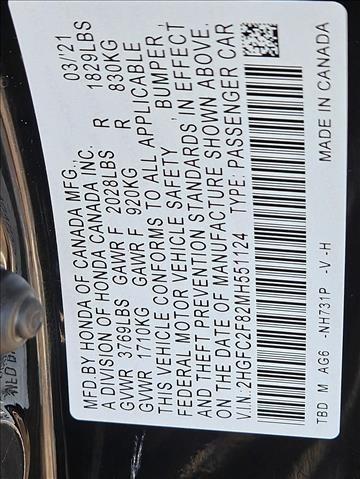 MFD.BY HONDA OF CANADA MFG., 03/21
A DIVISION OF HONDA CANADA INC.
GVWR 3769LBS GAWR F 2028LBS R 1829LBS
GVWR 1710KG GAWR F 920KG R 830KG
THIS VEHICLE CONFORMS TO ALL APPLICABLE
FEDERAL MOTOR VEHICLE SAFETY, BUMPER,
AND THEFT PREVENTION STANDARDS IN EFFECT
ON THE DATE OF MANUFACTURE SHOWN ABOVE.
V.I.N. 2HGFC2F82MH551124 TYPE: PASSENGER CAR
TBD M AG6 -NH731P -V -H MADE IN CANADA